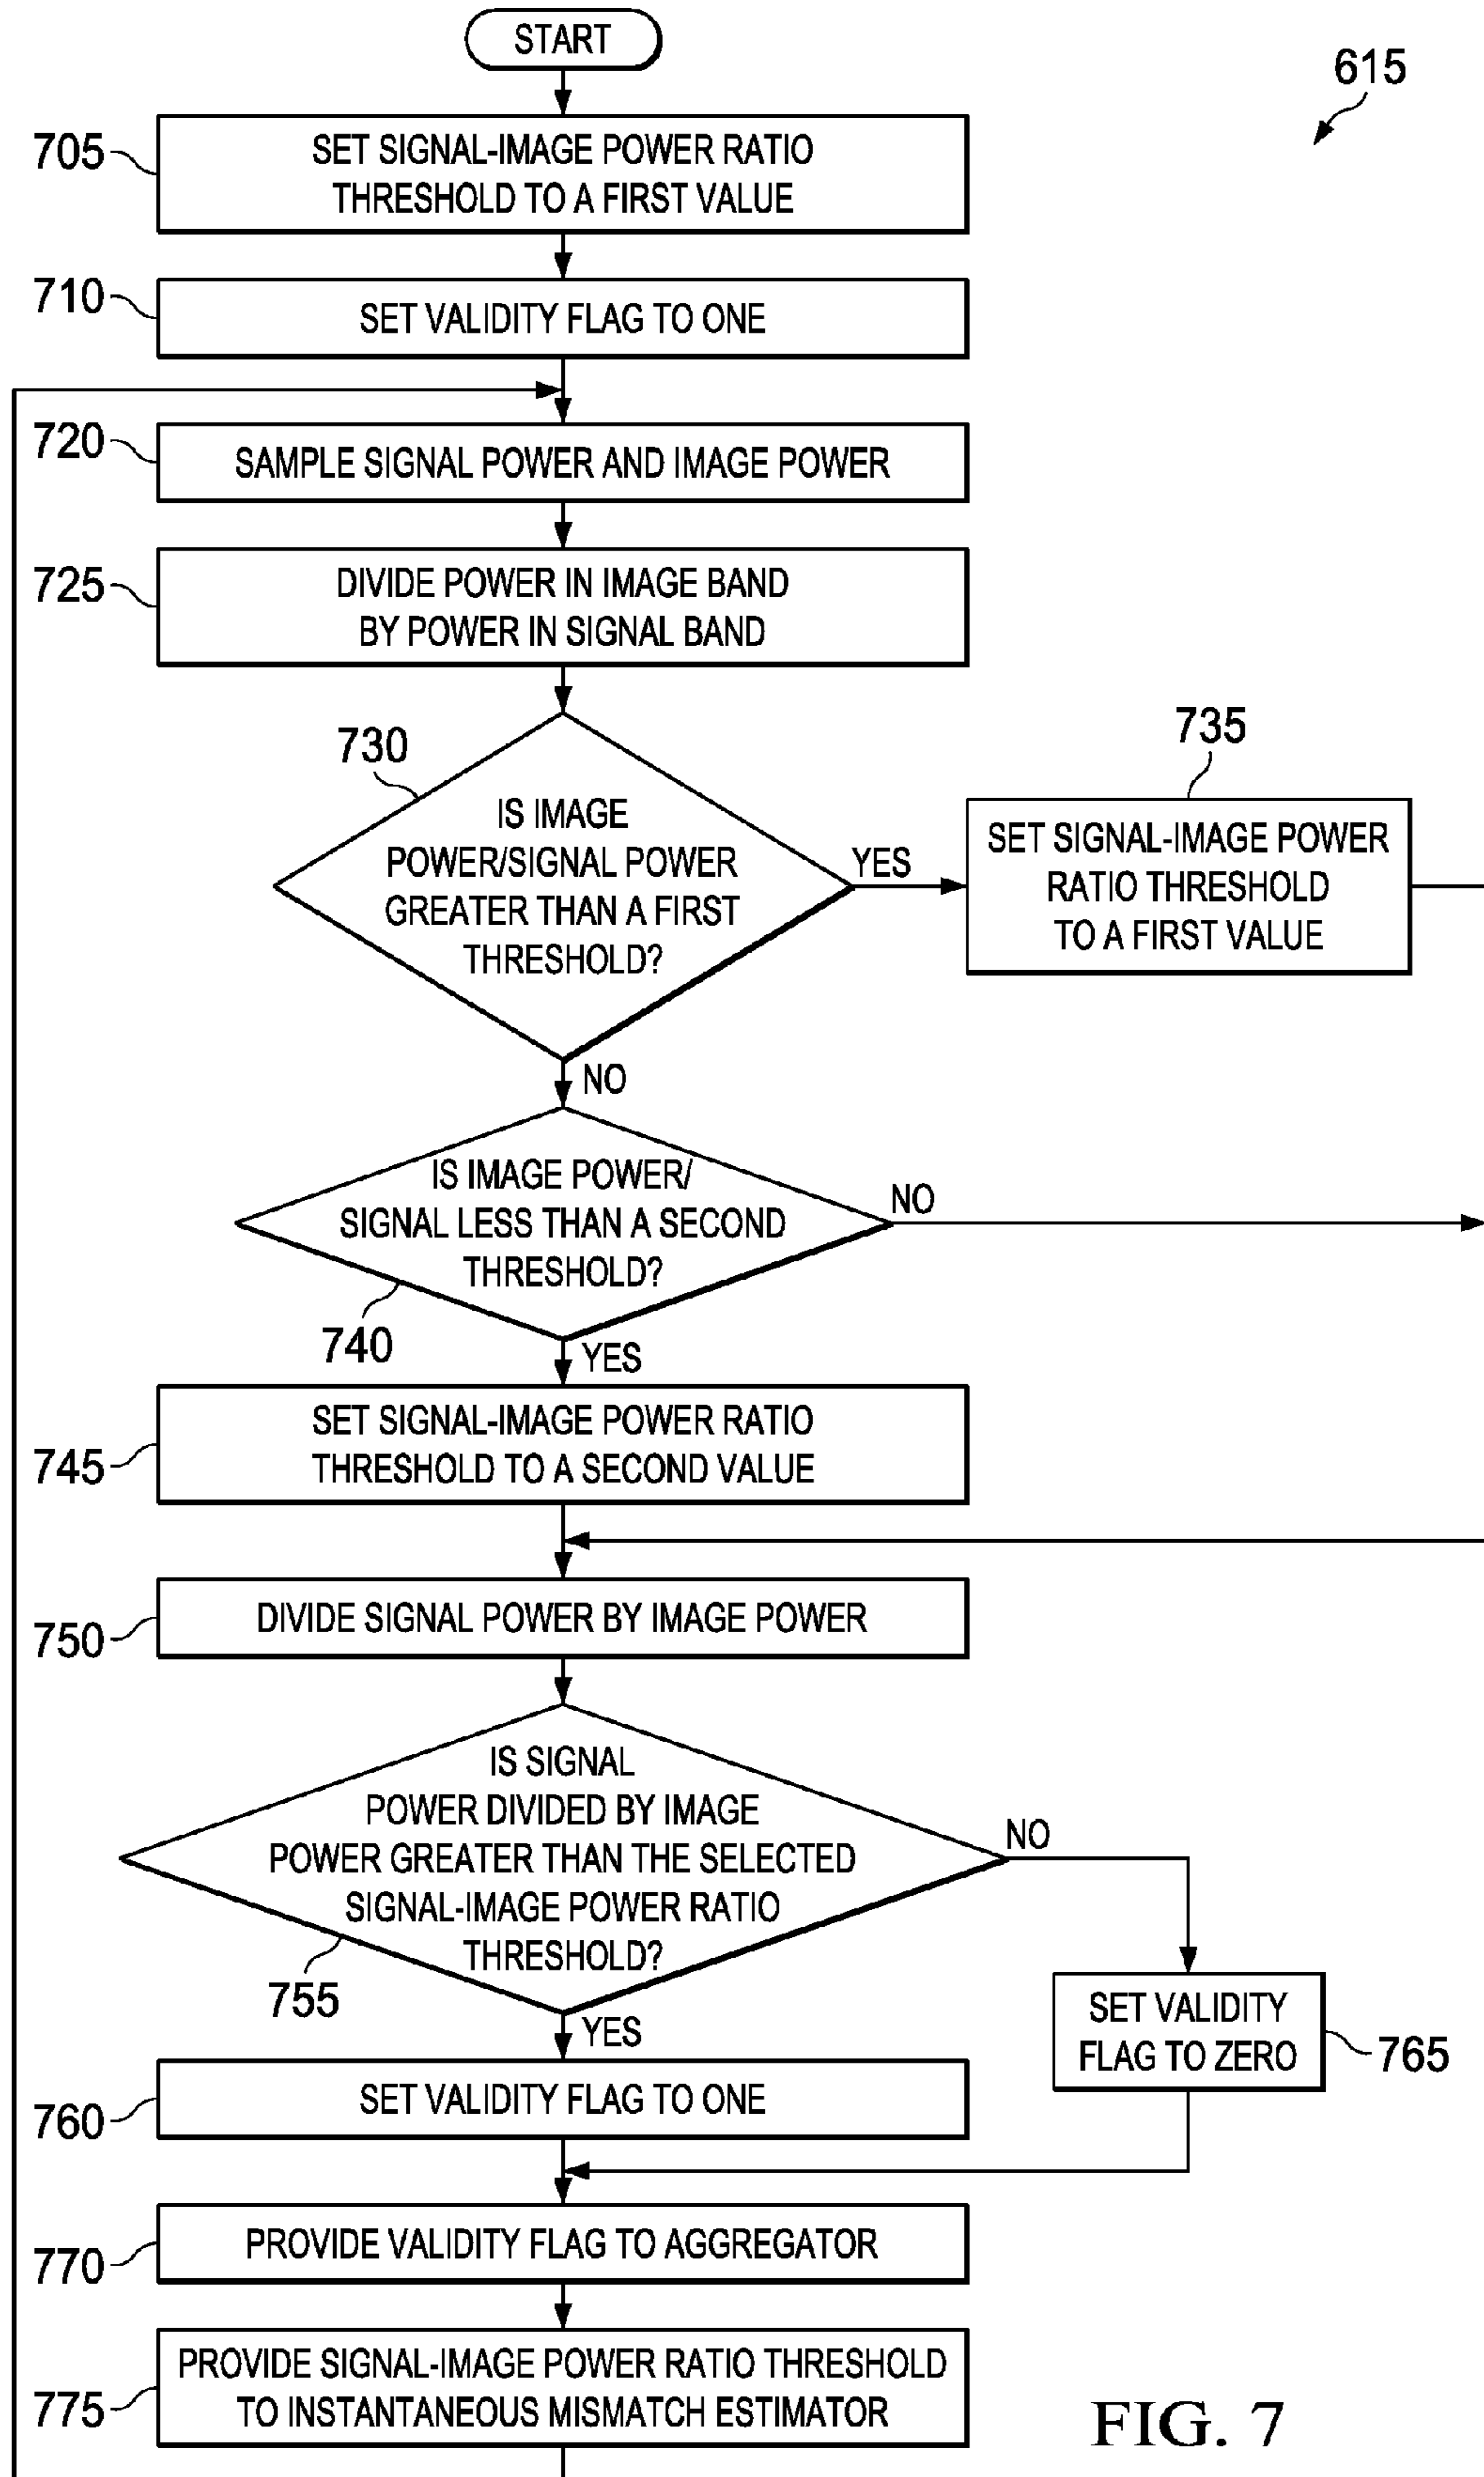 START
615
705
SET SIGNAL-IMAGE POWER RATIO
THRESHOLD TO A FIRST VALUE
710
SET VALIDITY FLAG TO ONE
720
SAMPLE SIGNAL POWER AND IMAGE POWER
725
DIVIDE POWER IN IMAGE BAND
BY POWER IN SIGNAL BAND
730
IS IMAGE
POWER/SIGNAL POWER
GREATER THAN A FIRST
THRESHOLD?
YES
735
SET SIGNAL-IMAGE POWER
RATIO THRESHOLD
TO A FIRST VALUE
NO
IS IMAGE POWER/
SIGNAL LESS THAN A SECOND
THRESHOLD?
NO
740
YES
745
SET SIGNAL-IMAGE POWER RATIO
THRESHOLD TO A SECOND VALUE
750
DIVIDE SIGNAL POWER BY IMAGE POWER
IS SIGNAL
POWER DIVIDED BY IMAGE
POWER GREATER THAN THE SELECTED
SIGNAL-IMAGE POWER RATIO
THRESHOLD?
NO
755
YES
SET VALIDITY
FLAG TO ZERO
765
760
SET VALIDITY FLAG TO ONE
770
PROVIDE VALIDITY FLAG TO AGGREGATOR
775
PROVIDE SIGNAL-IMAGE POWER RATIO THRESHOLD
TO INSTANTANEOUS MISMATCH ESTIMATOR
FIG. 7